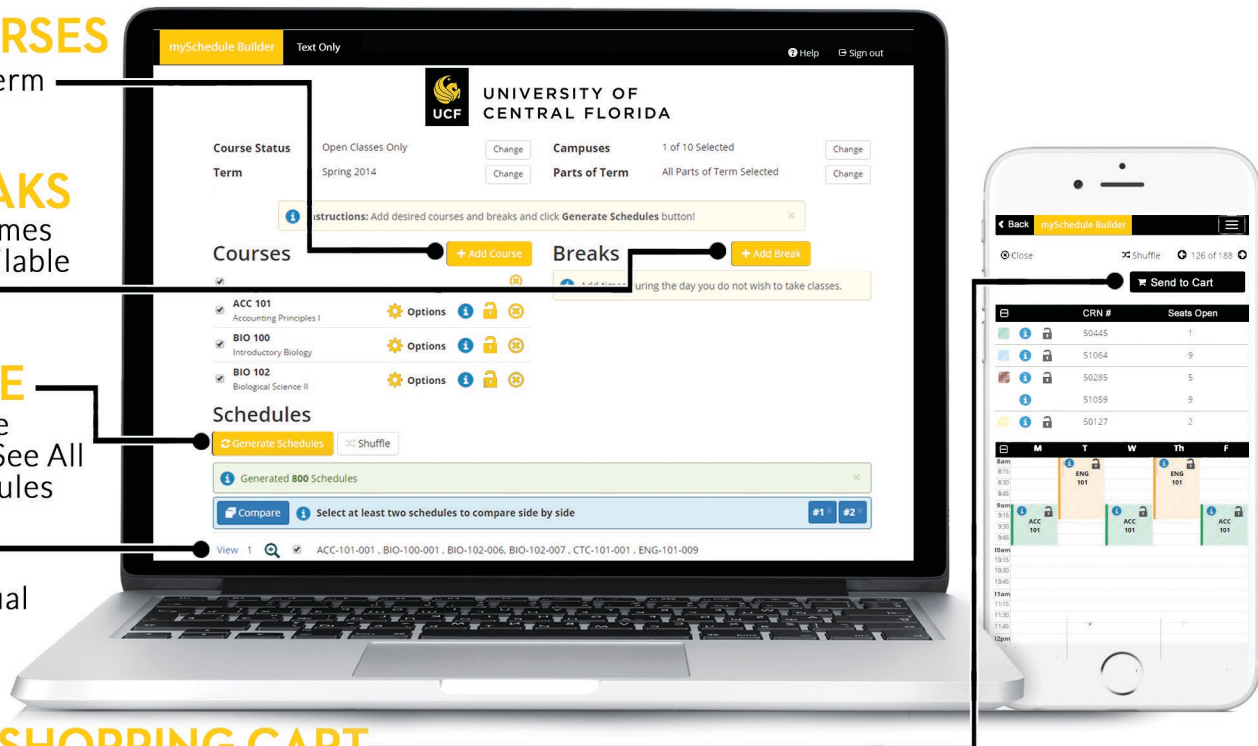 RSES
erm
AKS
mes
ilable
E
e
See All
ules
ual
SHOPPING CART
mySchedule Builder Text Only Help Sign out
UCF
UNIVERSITY OF
CENTRAL FLORIDA
Course Status Open Classes Only Change Campuses 1 of 10 Selected Change
Term Spring 2014 Change Parts of Term All Parts of Term Selected Change
structions: Add desired courses and breaks and click Generate Schedules button!
Courses + Add Course Breaks + Add Break
Add times uring the day you do not wish to take classes.
ACC 101
Accounting Principles I Options
BIO 100
Introductory Biology Options
BIO 102
Biological Science II Options
Schedules
Generate Schedules Shuffle
Generated 800 Schedules
Compare Select at least two schedules to compare side by side #1 #2
View 1 ACC-101-001 , BIO-100-001 , BIO-102-006, BIO-102-007 , CTC-101-001 , ENG-101-009
Back mySchedule Builder
Close Shuffle 126 of 188
Send to Cart
CRN # Seats Open
50445 1
51064 9
50285 5
51059 9
50127 2
M T W Th F
8am
8:15 ENG ENG
8:30 101 101
8:45
9am
9:15 ACC ACC ACC
9:30 101 101 101
9:45
10am
10:15
10:30
10:45
11am
11:15
11:30
11:45
12pm